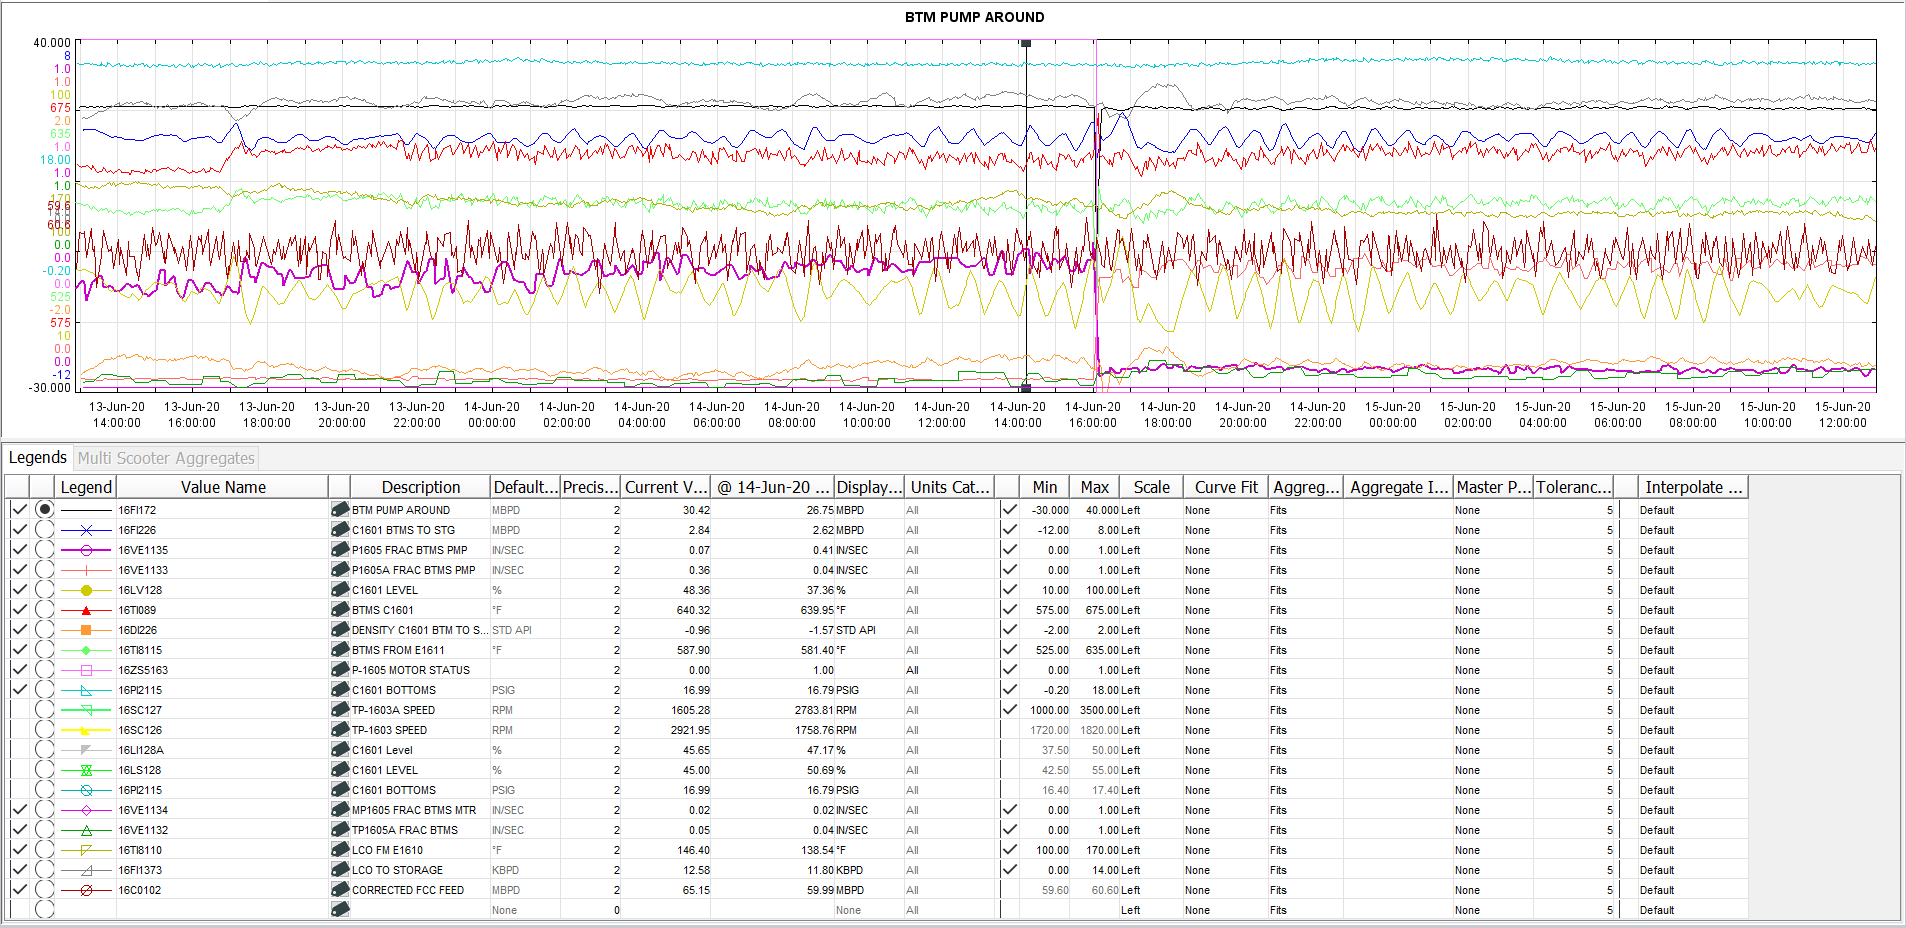 BTM PUMP AROUND
40.000
8
1.0
1.0
100
675
2.0
635
1.0
18.00
1.0
1.0
0.0
0.0
-0.20
0.0
525
-2.0
575
10
0.0
0.0
-12
-30.000
13-Jun-20 13-Jun-20 13-Jun-20 13-Jun-20 13-Jun-20 14-Jun-20 14-Jun-20 14-Jun-20 14-Jun-20 14-Jun-20 14-Jun-20 14-Jun-20 14-Jun-20 14-Jun-20 14-Jun-20 14-Jun-20 14-Jun-20 15-Jun-20 15-Jun-20 15-Jun-20 15-Jun-20 15-Jun-20 15-Jun-20 15-Jun-20
14:00:00 16:00:00 18:00:00 20:00:00 22:00:00 00:00:00 02:00:00 04:00:00 06:00:00 08:00:00 10:00:00 12:00:00 14:00:00 16:00:00 18:00:00 20:00:00 22:00:00 00:00:00 02:00:00 04:00:00 06:00:00 08:00:00 10:00:00 12:00:00
Legends Multi Scooter Aggregates
Legend Value Name Description Default... Precis... Current V... @ 14-Jun-20 ... Display... Units Cat... Min Max Scale Curve Fit Aggreg... Aggregate I... Master P... Toleranc... Interpolate ...
16FI172 BTM PUMP AROUND MBPD 2 30.42 26.75 MBPD All -30.000 40.000 Left None Fits None 5 Default
16FI226 C1601 BTMS TO STG MBPD 2 2.84 2.62 MBPD All -12.00 8.00 Left None Fits None 5 Default
16VE1135 P1605 FRAC BTMS PMP IN/SEC 2 0.07 0.41 IN/SEC All 0.00 1.00 Left None Fits None 5 Default
16VE1133 P1605A FRAC BTMS PMP IN/SEC 2 0.36 0.04 IN/SEC All 0.00 1.00 Left None Fits None 5 Default
16LV128 C1601 LEVEL % 2 48.36 37.36 % All 10.00 100.00 Left None Fits None 5 Default
16TI089 BTMS C1601 °F 2 640.32 639.95 °F All 575.00 675.00 Left None Fits None 5 Default
16DI226 DENSITY C1601 BTM TO S... STD API 2 -0.96 -1.57 STD API All -2.00 2.00 Left None Fits None 5 Default
16TI8115 BTMS FROM E1611 °F 2 587.90 581.40 °F All 525.00 635.00 Left None Fits None 5 Default
16ZS5163 P-1605 MOTOR STATUS 2 0.00 1.00 All 0.00 1.00 Left None Fits None 5 Default
16PI2115 C1601 BOTTOMS PSIG 2 16.99 16.79 PSIG All -0.20 18.00 Left None Fits None 5 Default
16SC127 TP-1603A SPEED RPM 2 1605.28 2783.81 RPM All 1000.00 3500.00 Left None Fits None 5 Default
16SC126 TP-1603 SPEED RPM 2 2921.95 1758.76 RPM All 1720.00 1820.00 Left None Fits None 5 Default
16LI128A C1601 Level % 2 45.65 47.17 % All 37.50 50.00 Left None Fits None 5 Default
16LS128 C1601 LEVEL % 2 45.00 50.69 % All 42.50 55.00 Left None Fits None 5 Default
16PI2115 C1601 BOTTOMS PSIG 2 16.99 16.79 PSIG All 16.40 17.40 Left None Fits None 5 Default
16VE1134 MP1605 FRAC BTMS MTR IN/SEC 2 0.02 0.02 IN/SEC All 0.00 1.00 Left None Fits None 5 Default
16VE1132 TP1605A FRAC BTMS IN/SEC 2 0.05 0.04 IN/SEC All 0.00 1.00 Left None Fits None 5 Default
16TI8110 LCO FM E1610 °F 2 146.40 138.54 °F All 100.00 170.00 Left None Fits None 5 Default
16FI1373 LCO TO STORAGE KBPD 2 12.58 11.80 KBPD All 0.00 14.00 Left None Fits None 5 Default
16C0102 CORRECTED FCC FEED MBPD 2 65.15 59.99 MBPD All 59.60 60.60 Left None Fits None 5 Default
None 0 None All Left None Fits None 5 Default